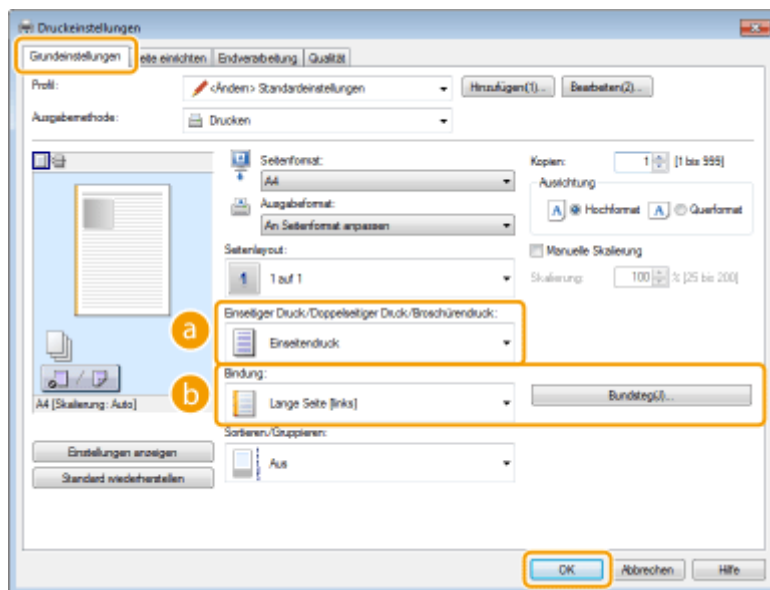 Druckeinstellungen
Grundeinstellungen Seite einrichten Endverarbeitung Qualität
Profil: <Ändern> Standardeinstellungen Hinzufügen(1)... Bearbeiten(2)...
Ausgabemethode: Drucken
Seitenformat: Kopien: 1 [1 bis 999]
A4 Ausrichtung
Ausgabeformat: A Hochformat A Querformat
An Seitenformat anpassen
Seitenlayout: Manuelle Skalierung
1 1 auf 1 Skalierung: 100 % [25 bis 200]
Einseitiger Druck/Doppelseitiger Druck/Broschürendruck:
a Einseitendruck
Bindung:
b Lange Seite [links] Bundsteg(J)...
A4 [Skalierung: Auto]
Sortieren/Gruppieren:
Einstellungen anzeigen Aus
Standard wiederherstellen
OK Abbrechen Hilfe